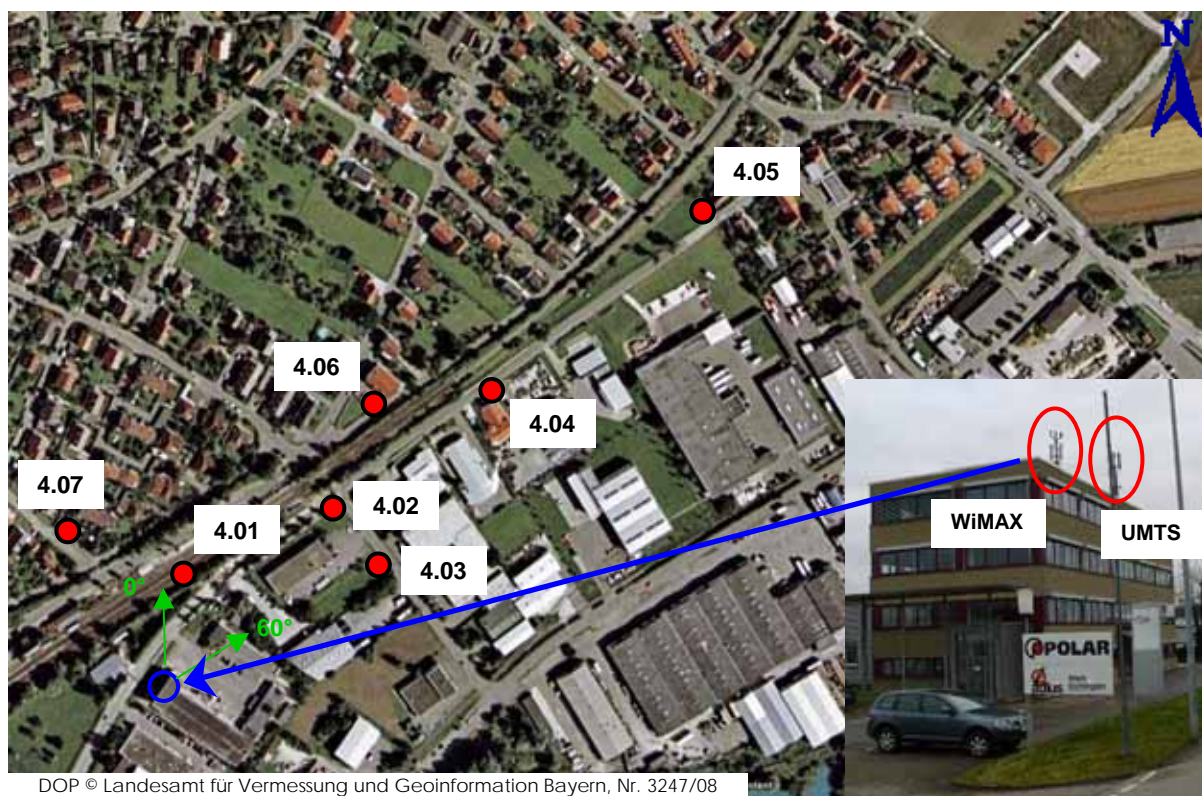 N
4.05
4.06
4.04
4.07
4.02
4.01
4.03
0°
60°
WiMAX
UMTS
POLAR
DOP © Landesamt für Vermessung und Geoinformation Bayern, Nr. 3247/08